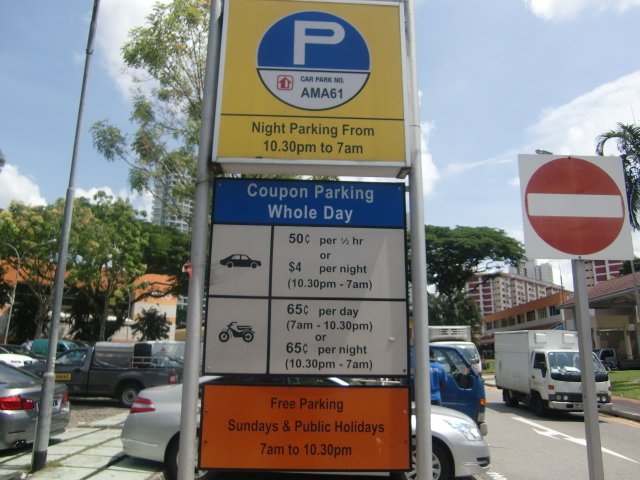 P
CAR PARK NO.
AMA61
Night Parking From
10.30pm to 7am
Coupon Parking
Whole Day
50¢ per ½ hr
or
$4 per night
(10.30pm - 7am)
65¢ per day
(7am - 10.30pm)
or
65¢ per night
(10.30pm - 7am)
Free Parking
Sundays & Public Holidays
7am to 10.30pm